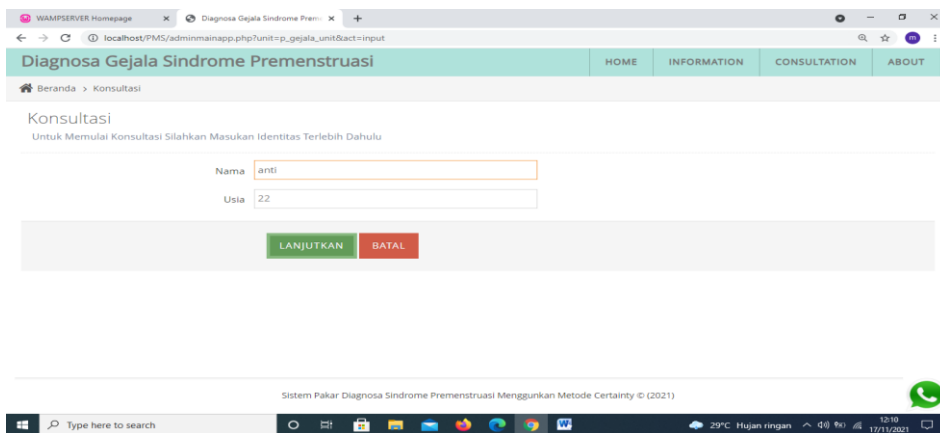 WAMPSERVER Homepage
Diagnosa Gejala Sindrome Prem
localhost/PMS/adminmainapp.php?unit=p_gejala_unit&act=input
m
Diagnosa Gejala Sindrome Premenstruasi HOME INFORMATION CONSULTATION ABOUT
Beranda > Konsultasi
Konsultasi
Untuk Memulai Konsultasi Silahkan Masukan Identitas Terlebih Dahulu
Nama anti
Usia 22
LANJUTKAN BATAL
Sistem Pakar Diagnosa Sindrome Premenstruasi Menggunkan Metode Certainty © (2021)
Type here to search 29°C Hujan ringan 12:10
17/11/2021